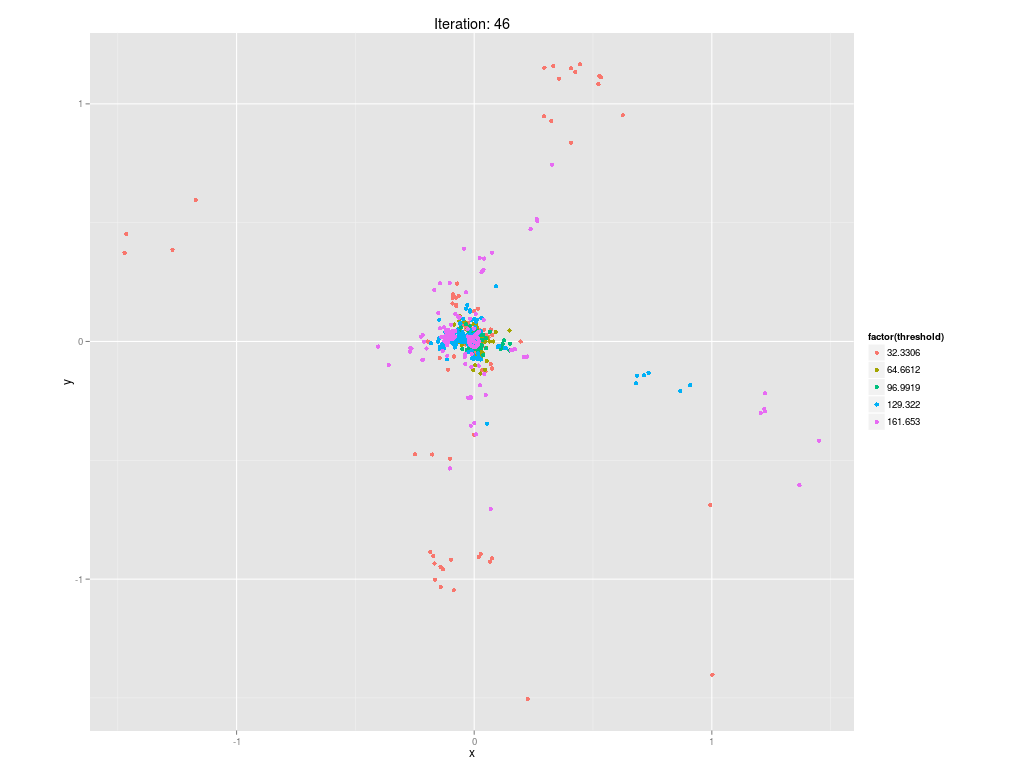 Iteration: 46
1
0
-1
y
-1
0
1
x
factor(threshold)
32.3306
64.6612
96.9919
129.322
161.653